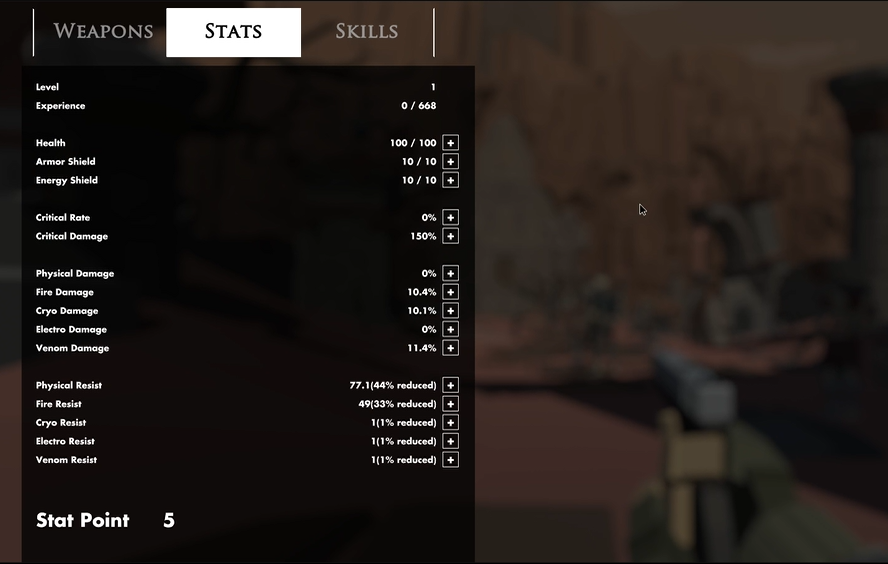 WEAPONS STATS SKILLS
Level 1
Experience 0 / 668
Health 100 / 100 +
Armor Shield 10 / 10 +
Energy Shield 10 / 10 +
Critical Rate 0% +
Critical Damage 150% +
Physical Damage 0% +
Fire Damage 10.4% +
Cryo Damage 10.1% +
Electro Damage 0% +
Venom Damage 11.4% +
Physical Resist 77.1(44% reduced) +
Fire Resist 49(33% reduced) +
Cryo Resist 1(1% reduced) +
Electro Resist 1(1% reduced) +
Venom Resist 1(1% reduced) +
Stat Point 5